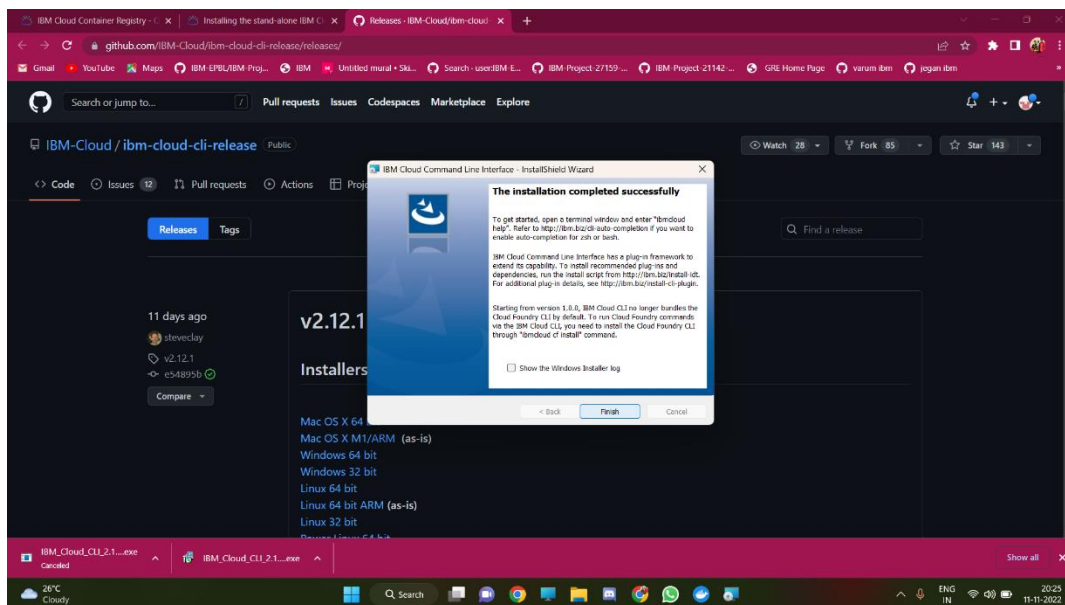 IBM Cloud Container Registry - C
Installing the stand-alone IBM C
Releases · IBM-Cloud/ibm-cloud-
github.com/IBM-Cloud/ibm-cloud-cli-release/releases/
Gmail
YouTube
Maps
IBM-EPBL/IBM-Proj...
IBM
Untitled mural • Ski...
Search · user:IBM-E...
IBM-Project-27159-...
IBM-Project-21142-...
GRE Home Page
varum ibm
jegan ibm
»
Search or jump to...
/
Pull requests Issues Codespaces Marketplace Explore
IBM-Cloud / ibm-cloud-cli-release Public
Watch 28
Fork 85
Star 143
<> Code
Issues 12
Pull requests
Actions
Proje
Releases Tags
Find a release
11 days ago
steveclay
v2.12.1
e54895b
Compare
v2.12.1
Installers
Mac OS X 64
Mac OS X M1/ARM (as-is)
Windows 64 bit
Windows 32 bit
Linux 64 bit
Linux 64 bit ARM (as-is)
Linux 32 bit
Power Linux 64 bit
IBM Cloud Command Line Interface - InstallShield Wizard
The installation completed successfully
To get started, open a terminal window and enter "ibmcloud
help". Refer to http://ibm.biz/cli-auto-completion if you want to
enable auto-completion for zsh or bash.
IBM Cloud Command Line Interface has a plug-in framework to
extend its capability. To install recommended plug-ins and
dependencies, run the install script from http://ibm.biz/install-idt.
For additional plug-in details, see http://ibm.biz/install-cli-plugin.
Starting from version 1.0.0, IBM Cloud CLI no longer bundles the
Cloud Foundry CLI by default. To run Cloud Foundry commands
via the IBM Cloud CLI, you need to install the Cloud Foundry CLI
through "ibmcloud cf install" command.
Show the Windows Installer log
< Back
Finish
Cancel
IBM_Cloud_CLI_2.1....exe
Canceled
IBM_Cloud_CLI_2.1....exe
Show all
26°C
Cloudy
Search
ENG
IN
20:25
11-11-2022